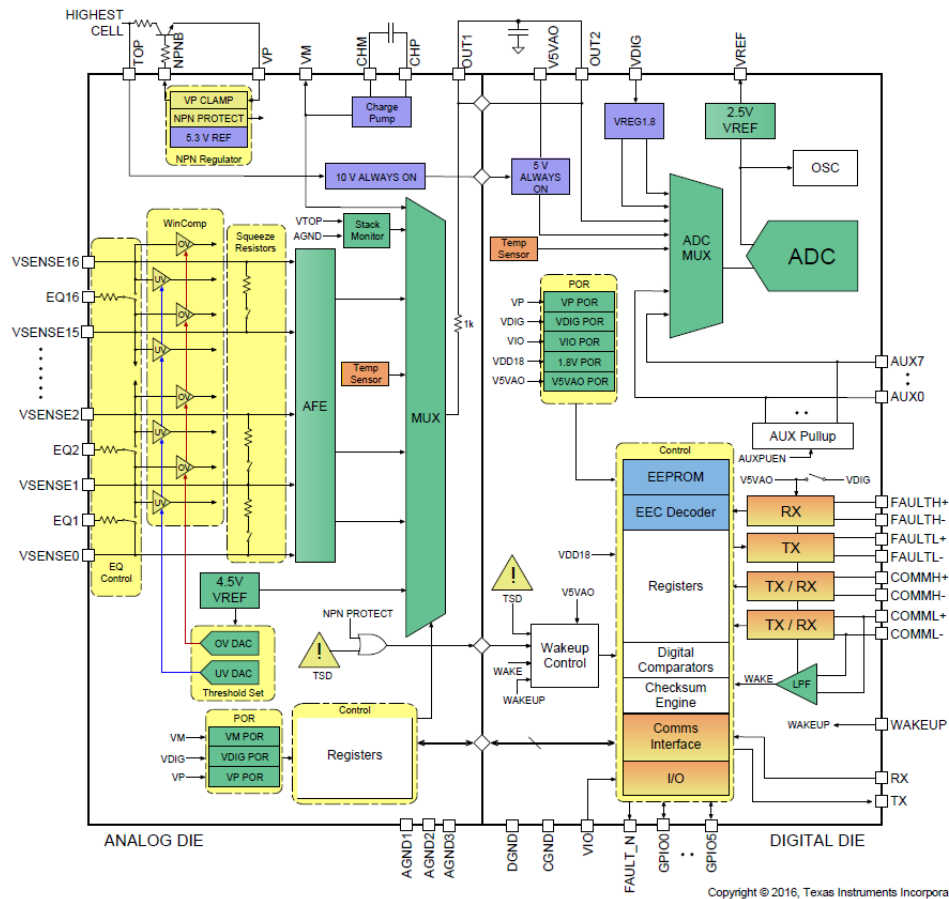 HIGHEST
CELL
TOP
NPNB
VP
VM
CHM
CHP
OUT1
V5VAO
OUT2
VDIG
VREF
VP CLAMP
NPN PROTECT
5.3 V REF
NPN Regulator
Charge
Pump
VREG1.8
2.5V
VREF
OSC
10 V ALWAYS ON
5 V
ALWAYS
ON
WinComp
Squeeze
Resistors
VTOP
AGND
Stack
Monitor
Temp
Sensor
ADC
MUX
ADC
OV
VSENSE16
UV
EQ16
OV
VSENSE15
UV
OV
VSENSE2
UV
EQ2
OV
VSENSE1
UV
EQ1
VSENSE0
EQ
Control
AFE
Temp
Sensor
MUX
1k
POR
VP
VP POR
VDIG
VDIG POR
VIO
VIO POR
VDD18
1.8V POR
V5VAO
V5VAO POR
AUX7
AUX0
AUX Pullup
AUXPUEN
V5VAO
VDIG
Control
EEPROM
EEC Decoder
Registers
Digital
Comparators
Checksum
Engine
Comms
Interface
I/O
RX
FAULTH+
FAULTH-
TX
FAULTL+
FAULTL-
TX / RX
COMMH+
COMMH-
TX / RX
COMML+
COMML-
VDD18
4.5V
VREF
OV DAC
UV DAC
Threshold Set
NPN PROTECT
!
TSD
!
TSD
V5VAO
Wakeup
Control
WAKE
WAKEUP
WAKE
LPF
WAKEUP
WAKEUP
RX
TX
POR
VM
VM POR
VDIG
VDIG POR
VP
VP POR
Control
Registers
ANALOG DIE
AGND1
AGND2
AGND3
DGND
CGND
VIO
FAULT_N
GPIO0
GPIO5
DIGITAL DIE
Copyright © 2016, Texas Instruments Incorpora